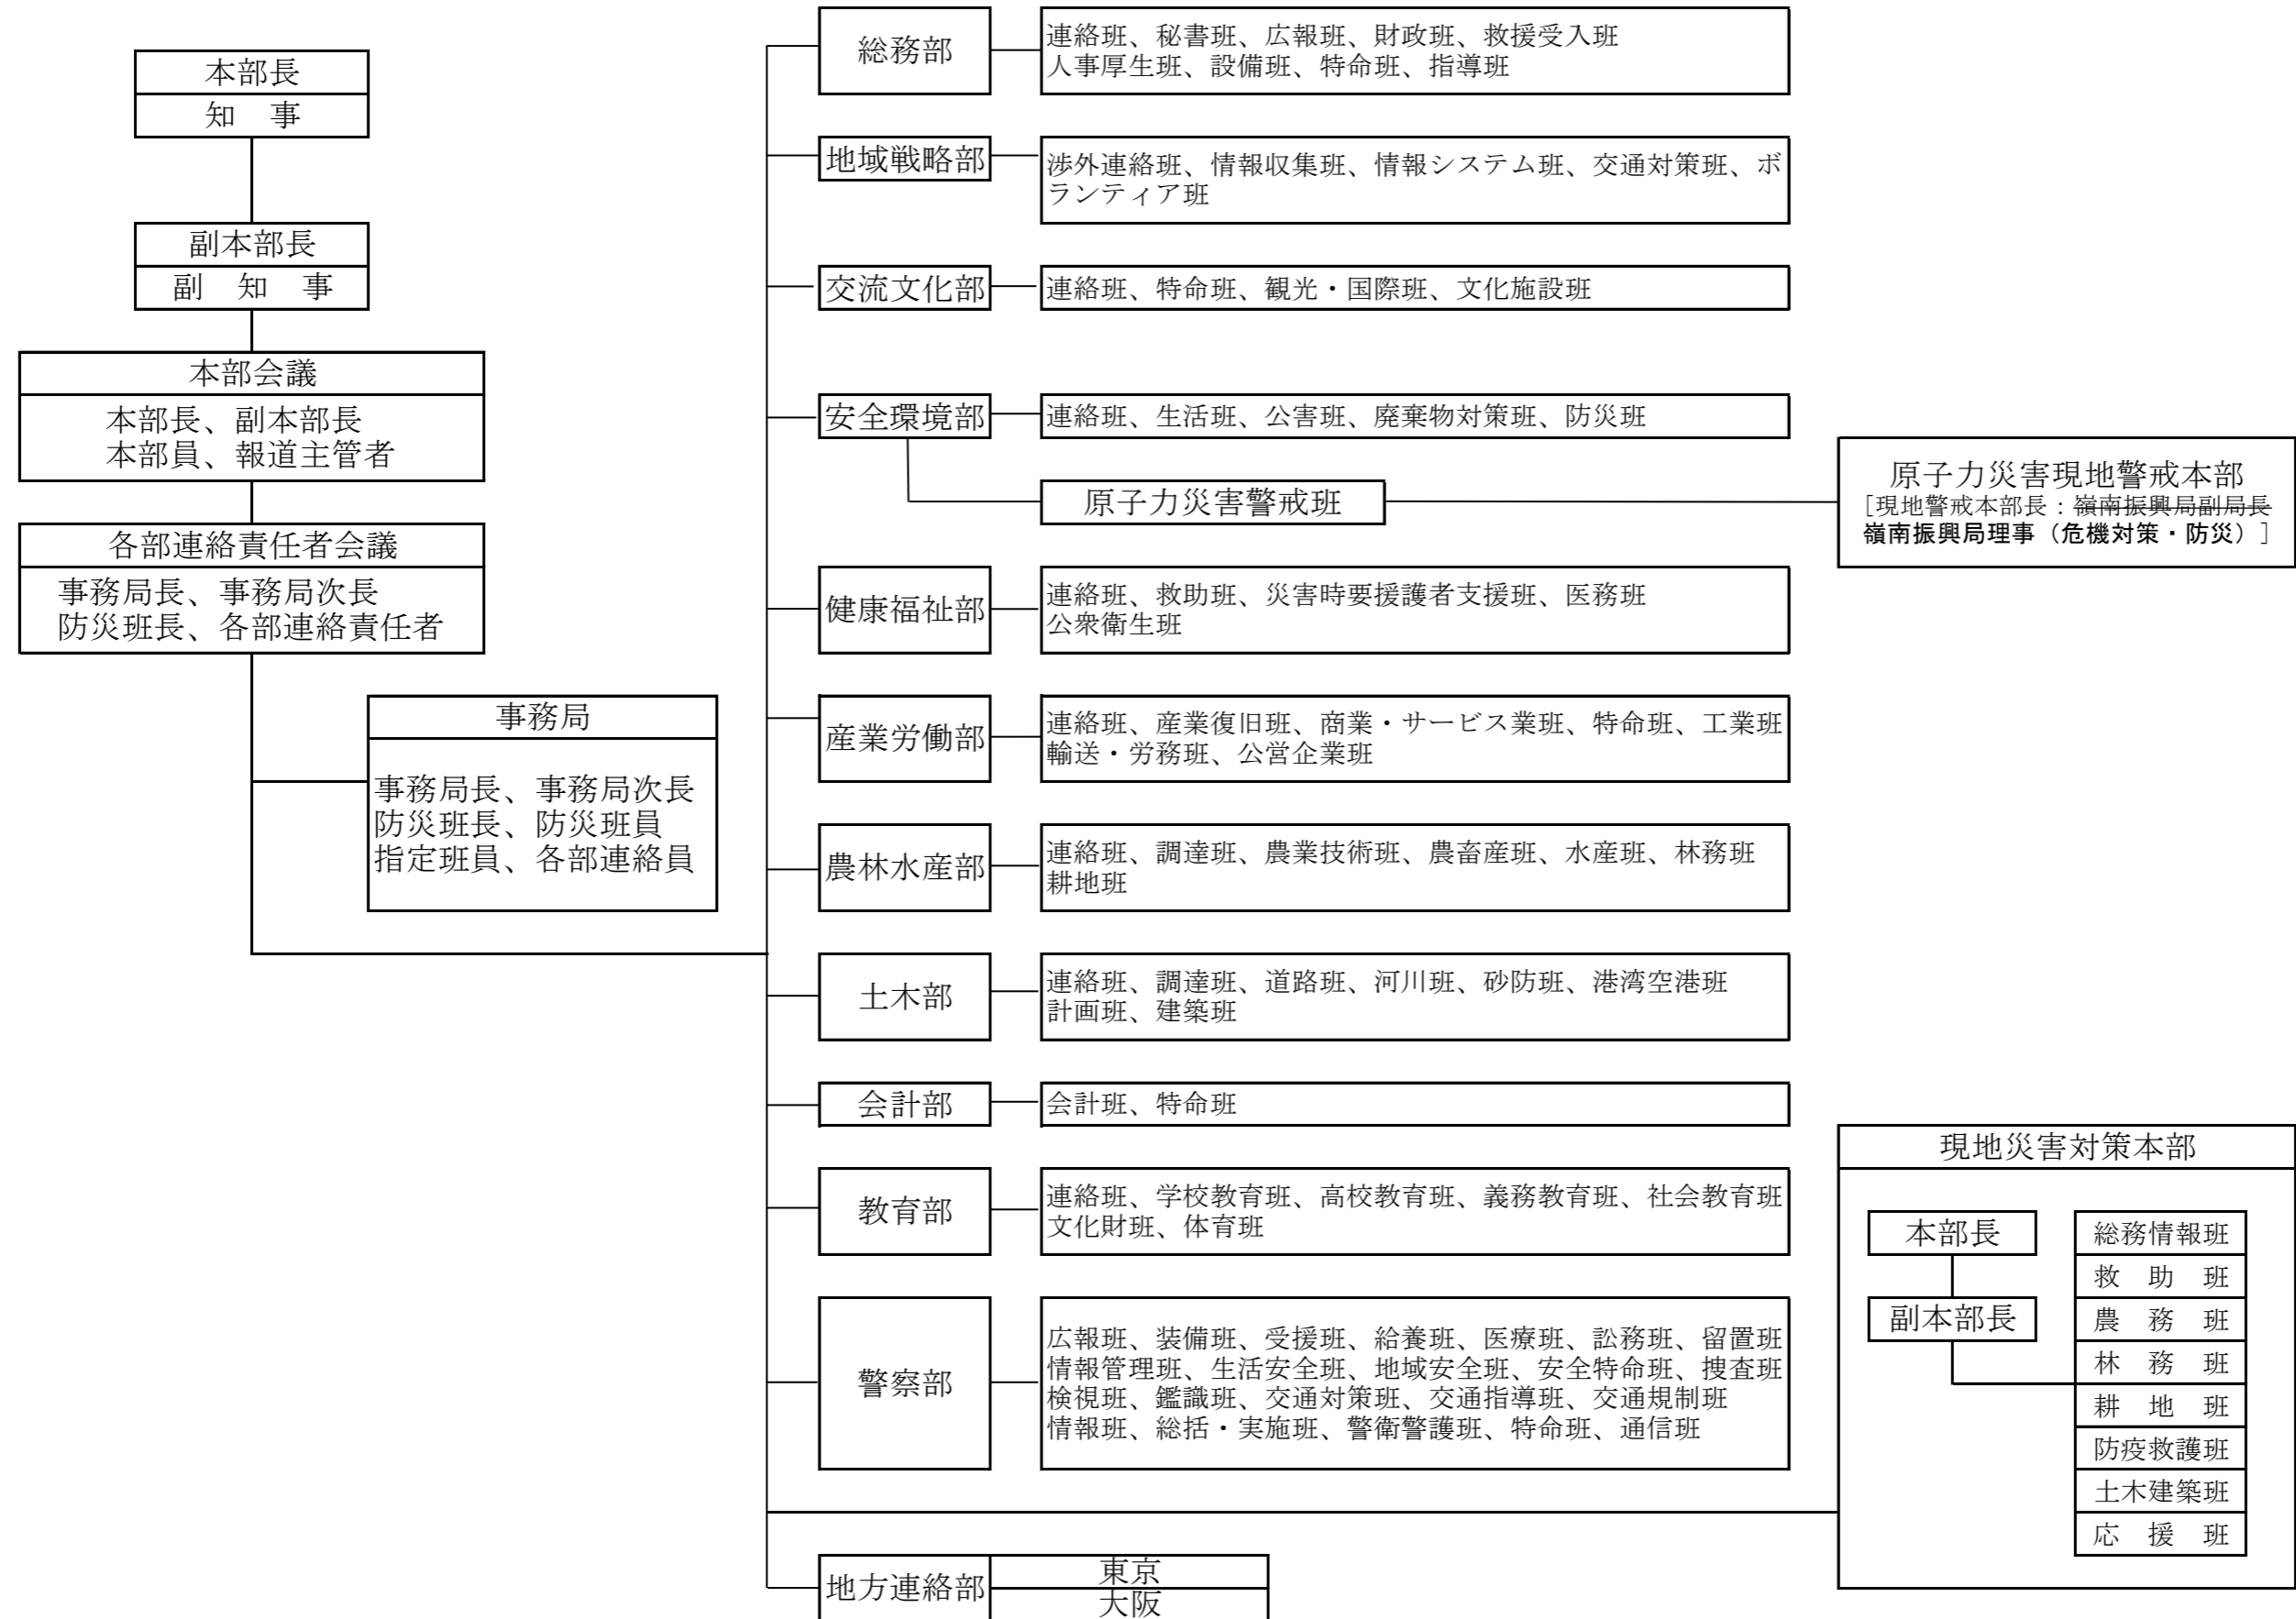 本部長
知　事
副本部長
副　知　事
本部会議
本部長、副本部長
本部員、報道主管者
各部連絡責任者会議
事務局長、事務局次長
防災班長、各部連絡責任者
事務局
事務局長、事務局次長
防災班長、防災班員
指定班員、各部連絡員
総務部
連絡班、秘書班、広報班、財政班、救援受入班
人事厚生班、設備班、特命班、指導班
地域戦略部
渉外連絡班、情報収集班、情報システム班、交通対策班、ボ
ランティア班
交流文化部
連絡班、特命班、観光・国際班、文化施設班
安全環境部
連絡班、生活班、公害班、廃棄物対策班、防災班
原子力災害警戒班
原子力災害現地警戒本部
［現地警戒本部長：嶺南振興局副局長
嶺南振興局理事（危機対策・防災）］
健康福祉部
連絡班、救助班、災害時要援護者支援班、医務班
公衆衛生班
産業労働部
連絡班、産業復旧班、商業・サービス業班、特命班、工業班
輸送・労務班、公営企業班
農林水産部
連絡班、調達班、農業技術班、農畜産班、水産班、林務班
耕地班
土木部
連絡班、調達班、道路班、河川班、砂防班、港湾空港班
計画班、建築班
会計部
会計班、特命班
教育部
連絡班、学校教育班、高校教育班、義務教育班、社会教育班
文化財班、体育班
警察部
広報班、装備班、受援班、給養班、医療班、訟務班、留置班
情報管理班、生活安全班、地域安全班、安全特命班、捜査班
検視班、鑑識班、交通対策班、交通指導班、交通規制班
情報班、総括・実施班、警衛警護班、特命班、通信班
現地災害対策本部
本部長
副本部長
総務情報班
救　助　班
農　務　班
林　務　班
耕　地　班
防疫救護班
土木建築班
応　援　班
地方連絡部
東京
大阪